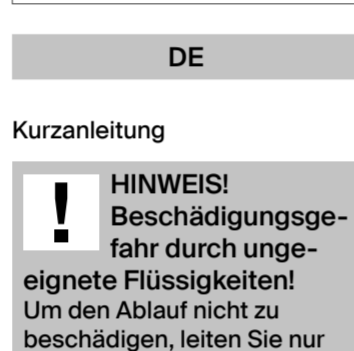 DE
Kurzanleitung
!
HINWEIS!
Beschädigungsge-
fahr durch unge-
eignete Flüssigkeiten!
Um den Ablauf nicht zu
beschädigen, leiten Sie nur